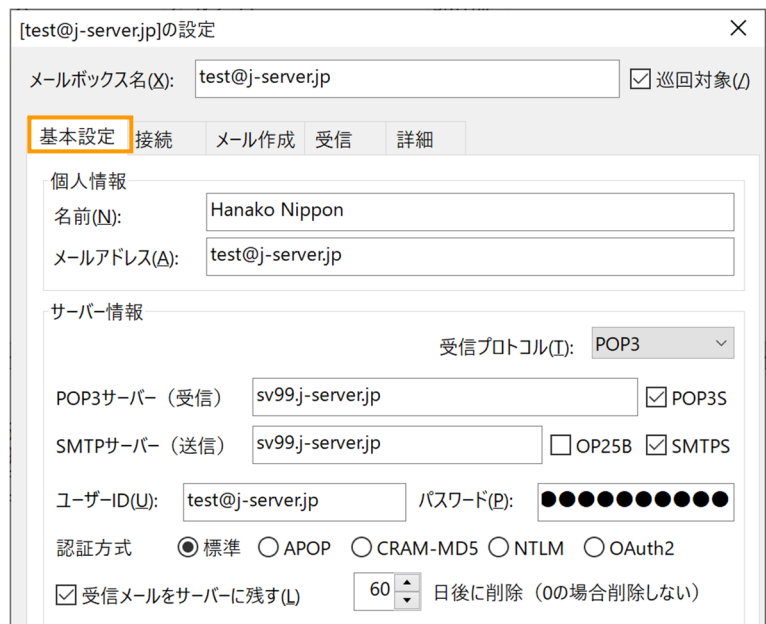 [test@j-server.jp]の設定
メールボックス名(X): test@j-server.jp 巡回対象(/)
基本設定 接続 メール作成 受信 詳細
個人情報
名前(N): Hanako Nippon
メールアドレス(A): test@j-server.jp
サーバー情報
受信プロトコル(T): POP3
POP3サーバー（受信） sv99.j-server.jp POP3S
SMTPサーバー（送信） sv99.j-server.jp OP25B SMTPS
ユーザーID(U): test@j-server.jp パスワード(P): ●●●●●●●●●●
認証方式 標準 APOP CRAM-MD5 NTLM OAuth2
受信メールをサーバーに残す(L) 60 日後に削除（0の場合削除しない）